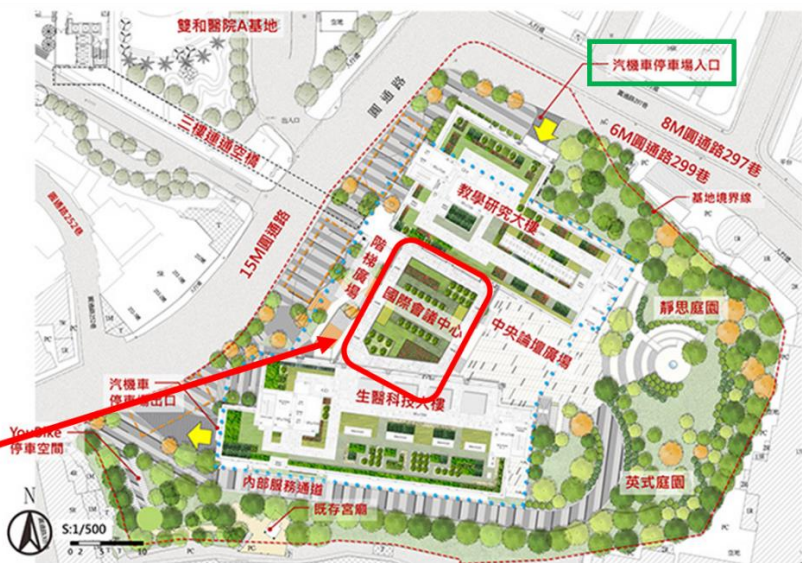 雙和醫院A基地
汽機車停車場入口
圓通路
三樓連通空橋
8M圓通路297巷
6M圓通路299巷
基地境界線
教學研究大樓
15M圓通路
階梯廣場
國際會議中心
中央論壇廣場
靜思庭園
生醫科技大樓
汽機車
停車場出口
YouBike
停車空間
內部服務通道
英式庭園
既存宮廟
N
S:1/500
0 2 5 10